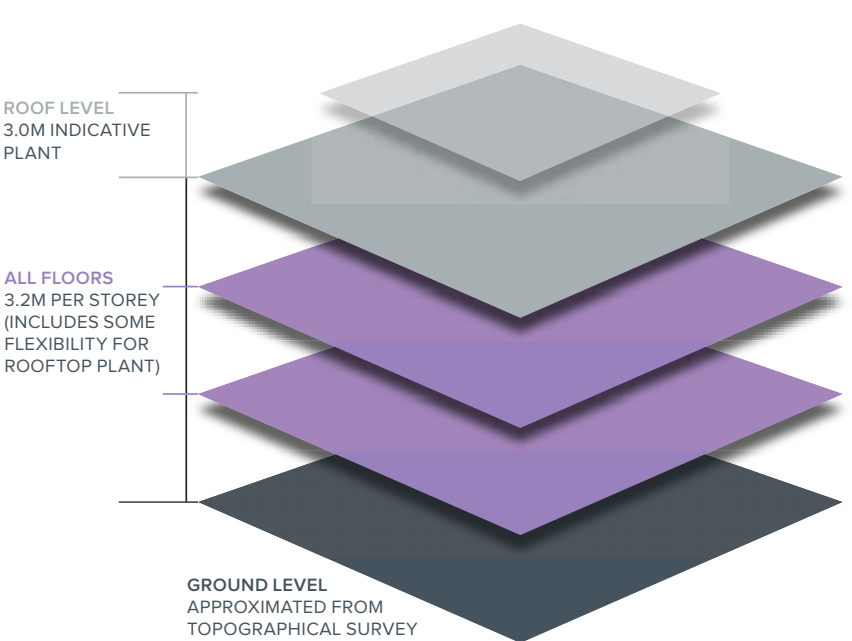 ROOF LEVEL
3.0M INDICATIVE
PLANT
ALL FLOORS
3.2M PER STOREY
(INCLUDES SOME
FLEXIBILITY FOR
ROOFTOP PLANT)
GROUND LEVEL
APPROXIMATED FROM
TOPOGRAPHICAL SURVEY